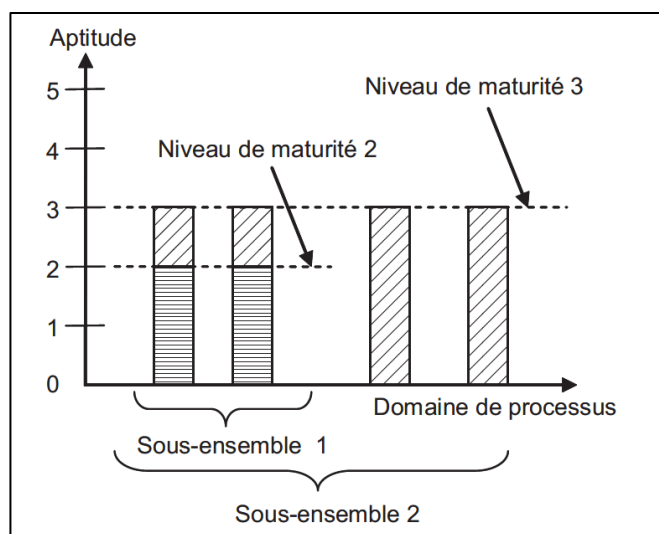 Aptitude
5
Niveau de maturité 3
4
Niveau de maturité 2
3
2
1
0
Domaine de processus
Sous-ensemble 1
Sous-ensemble 2